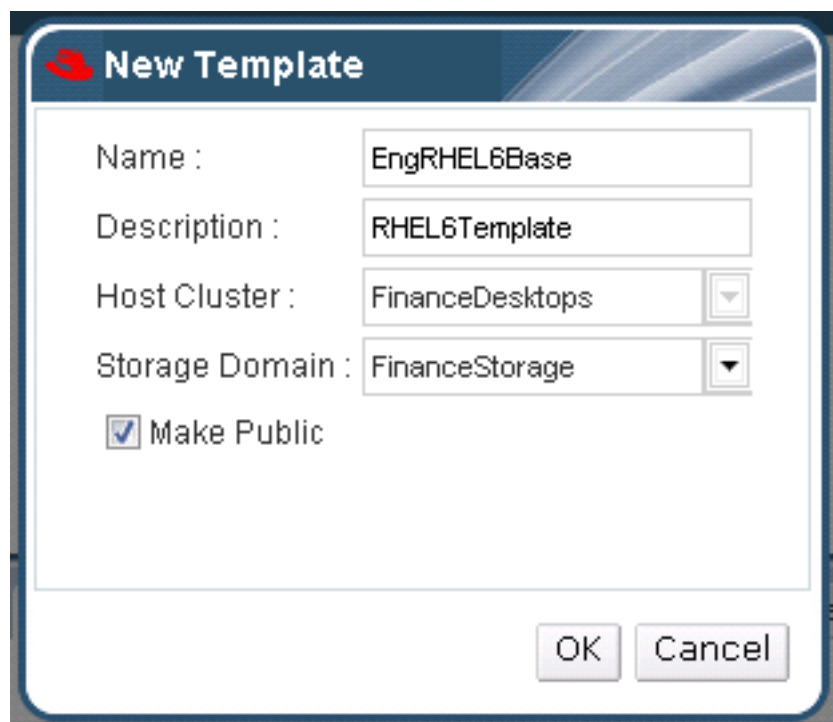 New Template
Name : EngRHEL6Base
Description : RHEL6Template
Host Cluster : FinanceDesktops
Storage Domain : FinanceStorage
Make Public
OK Cancel